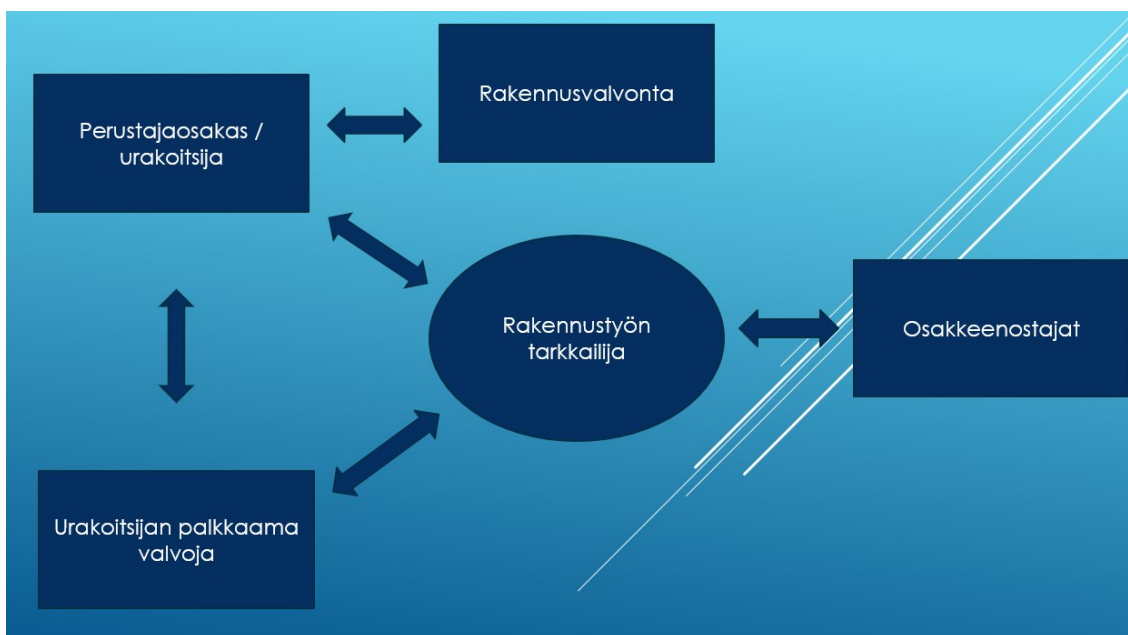 Rakennusvalvonta
Perustajaosakas /
urakoitsija
Rakennustyön
tarkkailija
Osakkeenostajat
Urakoitsijan palkkaama
valvoja